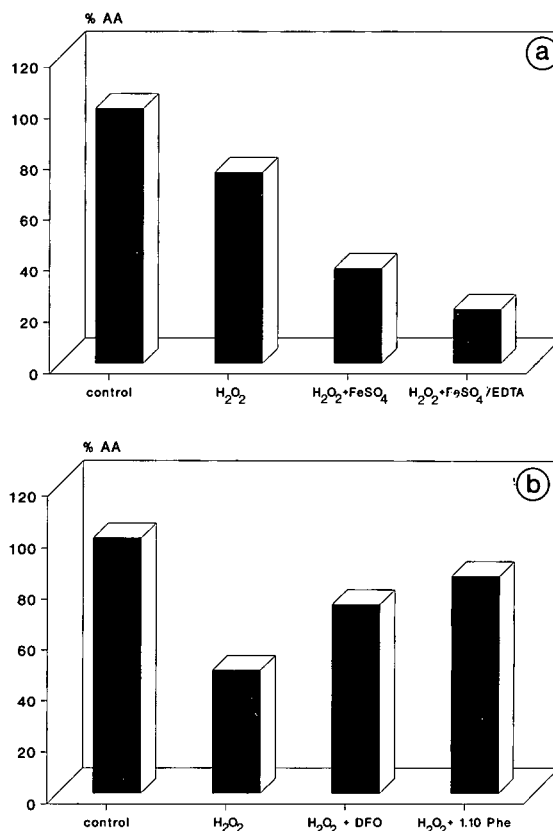 % AA
a
120
100
80
60
40
20
0
control
H₂O₂
H₂O₂+FeSO₄
H₂O₂+FeSO₄/EDTA
% AA
b
120
100
80
60
40
20
0
control
H₂O₂
H₂O₂ + DFO
H₂O₂ + 1.10 Phe